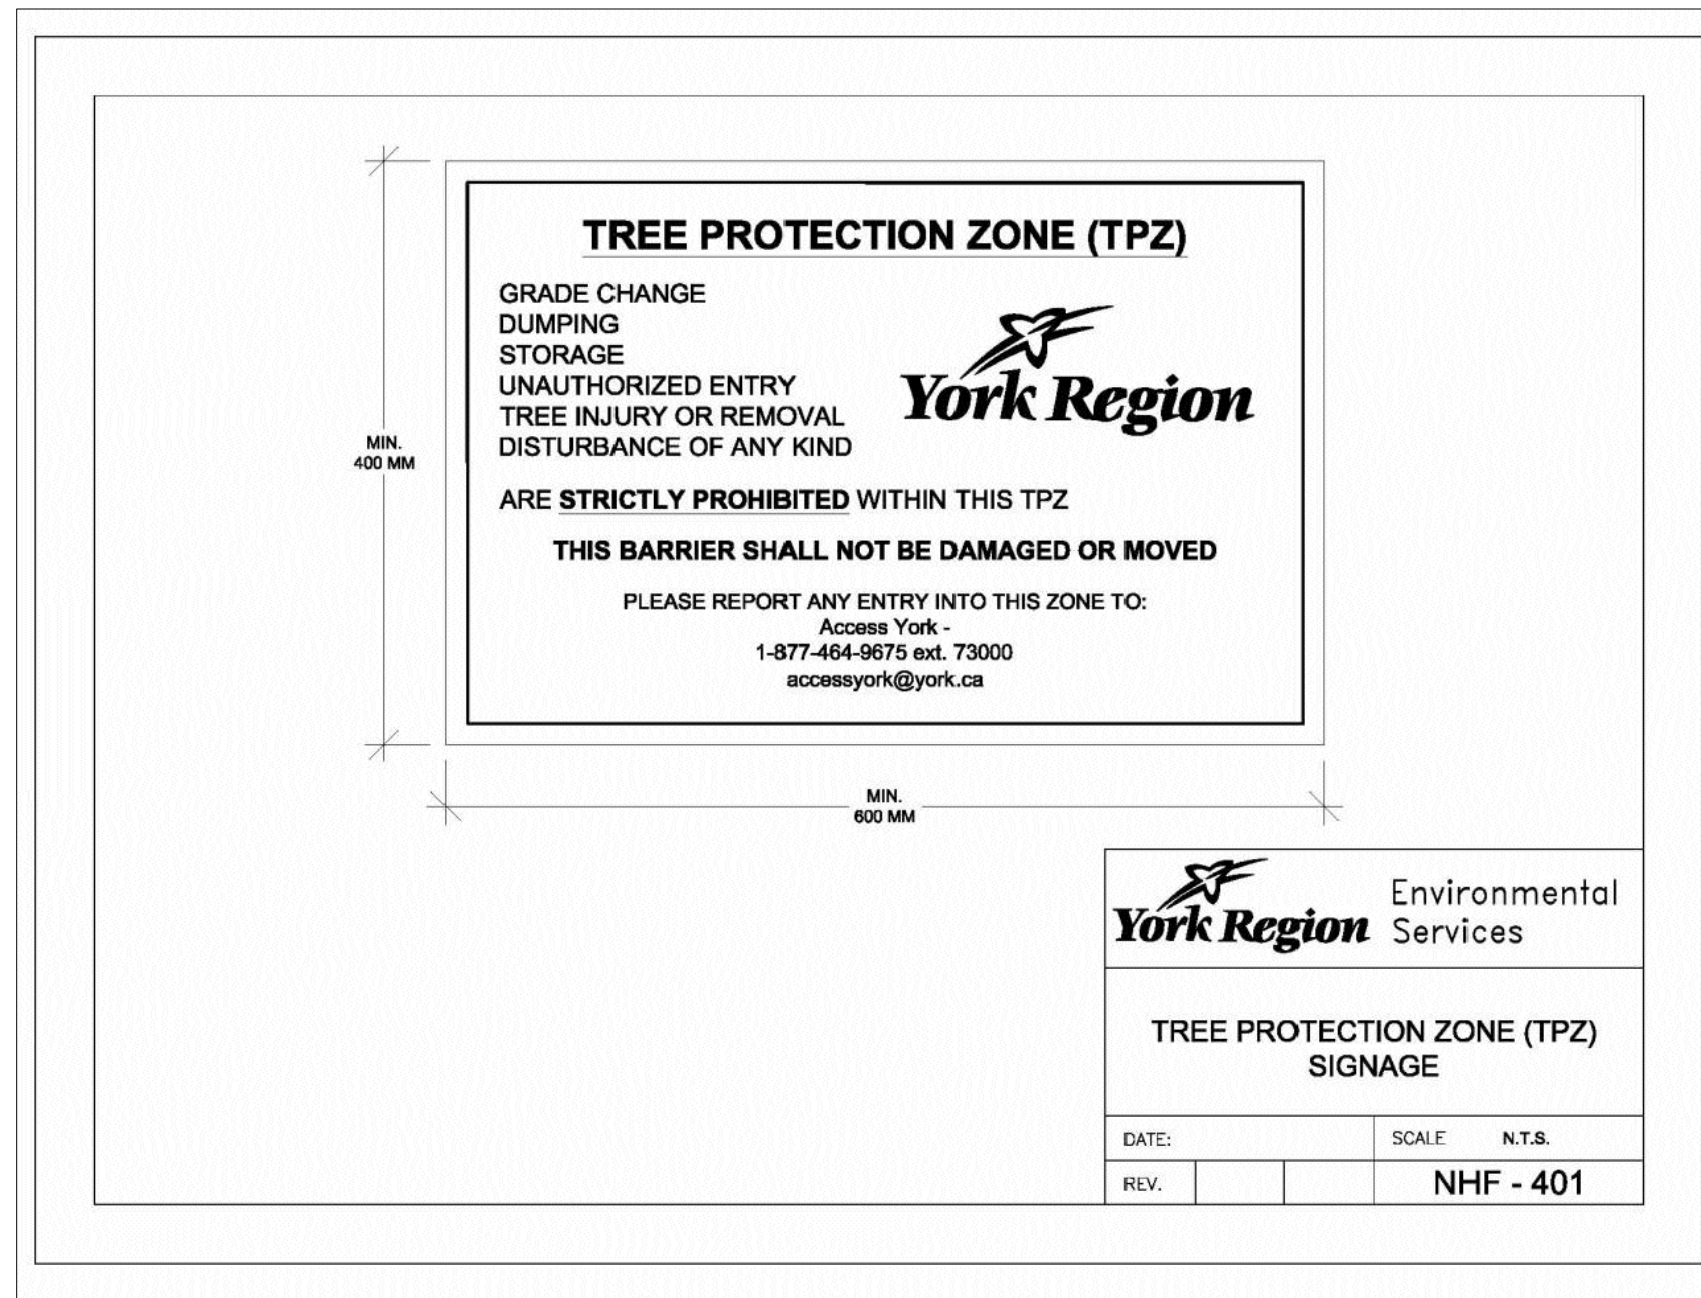 TREE PROTECTION ZONE (TPZ)
GRADE CHANGE
DUMPING
STORAGE
UNAUTHORIZED ENTRY
TREE INJURY OR REMOVAL
DISTURBANCE OF ANY KIND
York Region
ARE STRICTLY PROHIBITED WITHIN THIS TPZ
THIS BARRIER SHALL NOT BE DAMAGED OR MOVED
PLEASE REPORT ANY ENTRY INTO THIS ZONE TO:
Access York -
1-877-464-9675 ext. 73000
accessyork@york.ca
MIN.
400 MM
MIN.
600 MM
York Region
Environmental
Services
TREE PROTECTION ZONE (TPZ)
SIGNAGE
DATE:
SCALE N.T.S.
REV.
NHF - 401